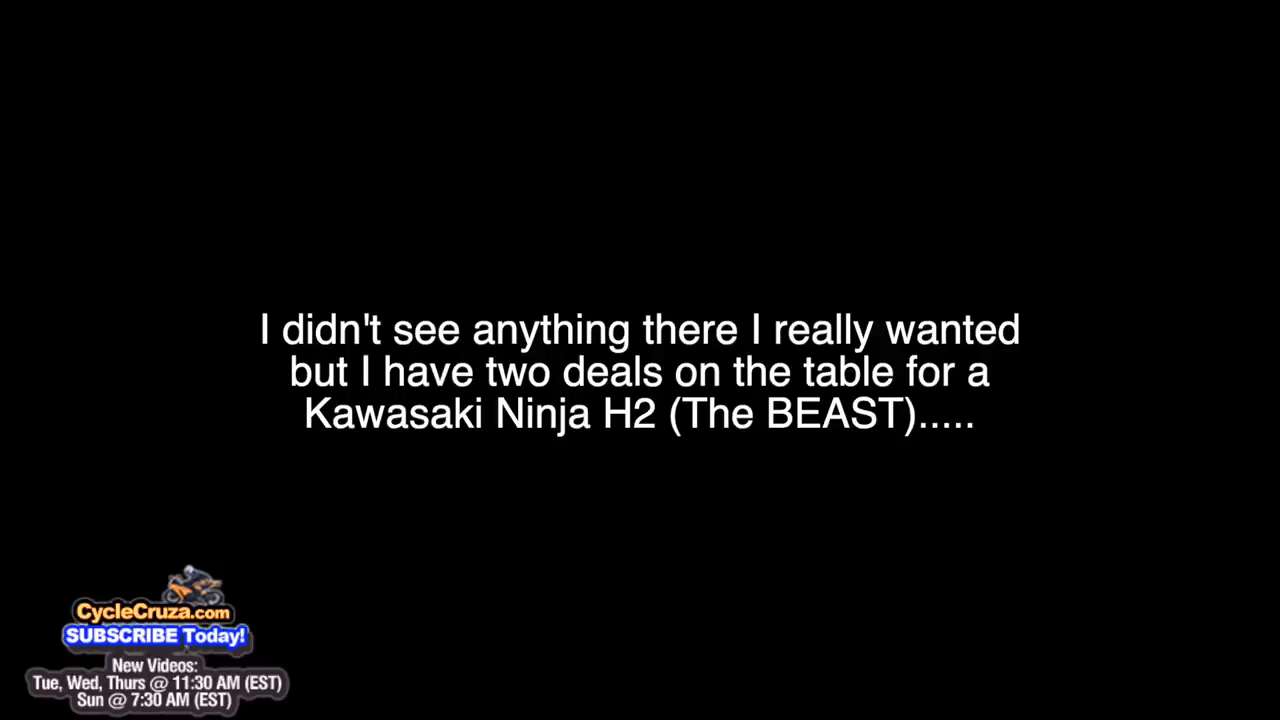 I didn't see anything there I really wanted
but I have two deals on the table for a
Kawasaki Ninja H2 (The BEAST).....
CycleCruza.com
SUBSCRIBE Today!
New Videos:
Tue, Wed, Thurs @ 11:30 AM (EST)
Sun @ 7:30 AM (EST)